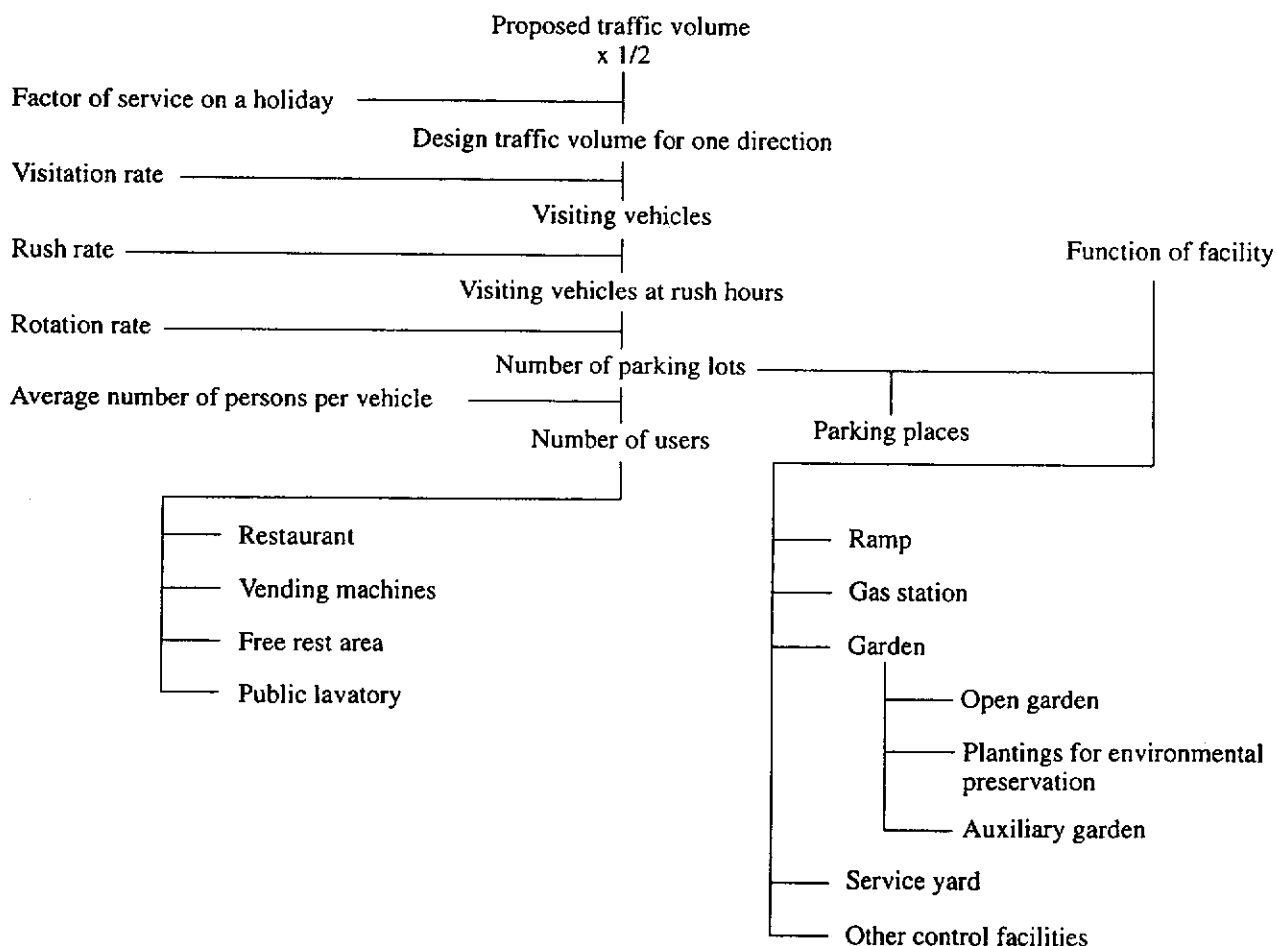 Proposed traffic volume
x 1/2
Factor of service on a holiday
Design traffic volume for one direction
Visitation rate
Visiting vehicles
Rush rate
Function of facility
Visiting vehicles at rush hours
Rotation rate
Number of parking lots
Average number of persons per vehicle
Parking places
Number of users
Restaurant
Vending machines
Free rest area
Public lavatory
Ramp
Gas station
Garden
Open garden
Plantings for environmental
preservation
Auxiliary garden
Service yard
Other control facilities